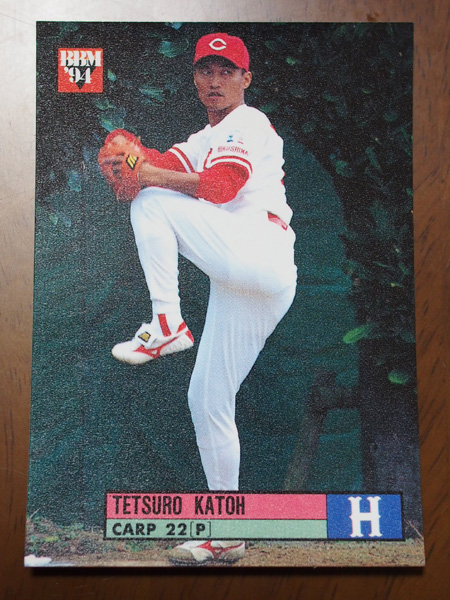 BBM
'94
C
HIROSHIMA
TETSURO KATOH
CARP 22[P]
H